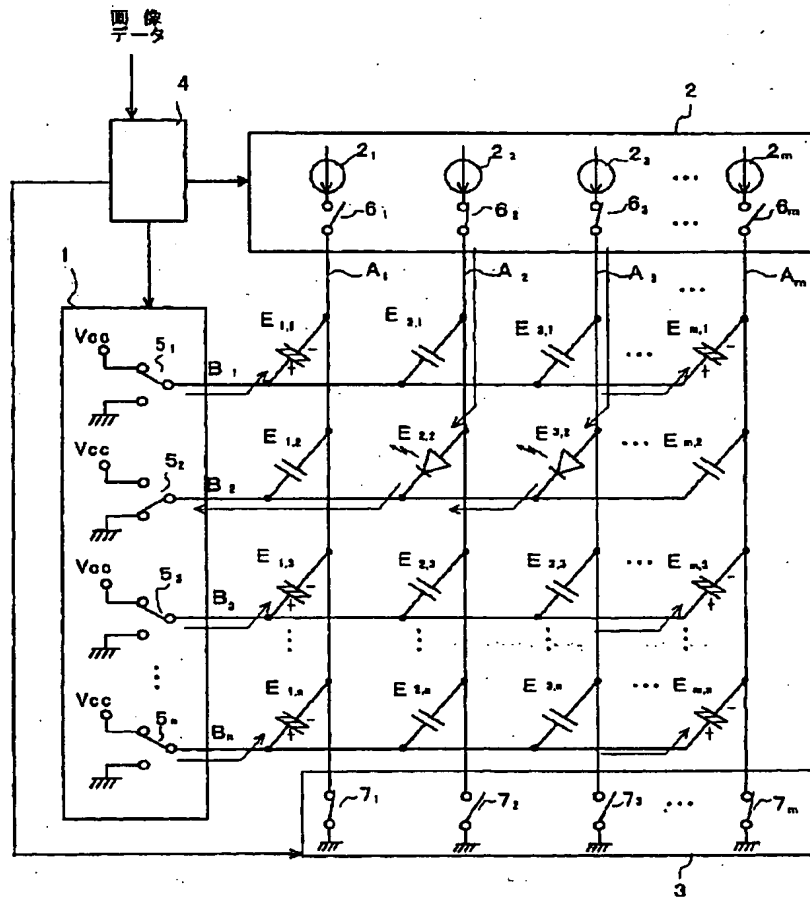 画像
データ
4
2
2₁ 2₂ 2₃ ... 2m
6₁ 6₂ 6₃ ... 6m
1
A₁ A₂ A₃ ... Am
Vcc 5₁ B₁ E1,1 E2,1 E3,1 ... Em,1
Vcc 5₂ B₂ E1,2 E2,2 E3,2 ... Em,2
Vcc 5₃ B₃ E1,3 E2,3 E3,3 ... Em,3
Vcc 5n Bn E1,n E2,n E3,n ... Em,n
7₁ 7₂ 7₃ ... 7m
3